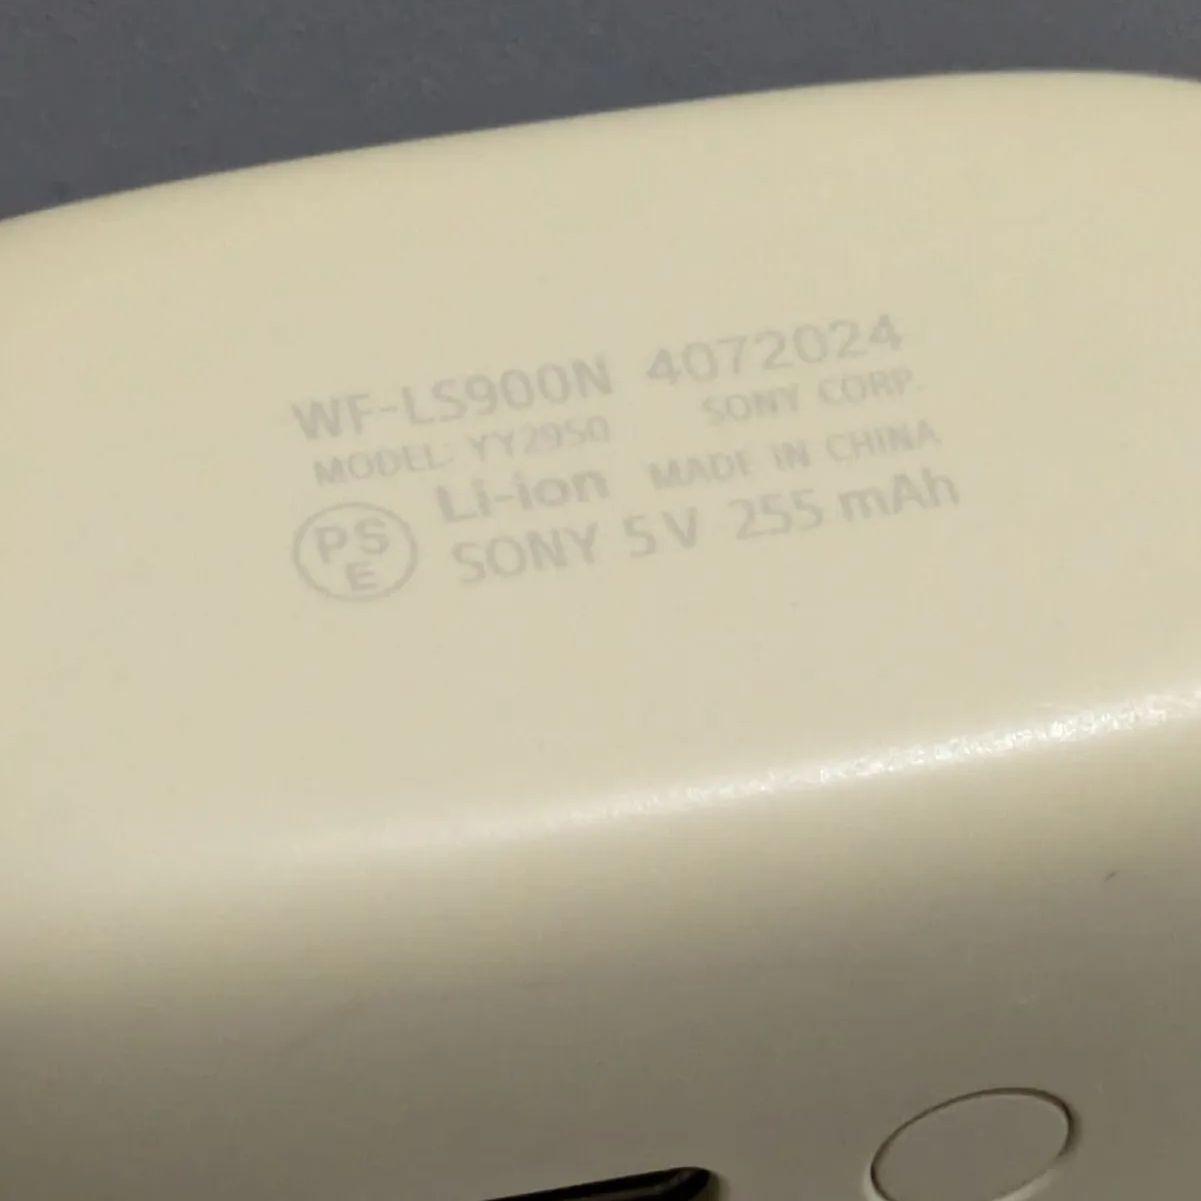 WF-LS900N 4072024
MODEL: YY2950 SONY CORP.
Li-ion MADE IN CHINA
PS
E
SONY 5V 255 mAh